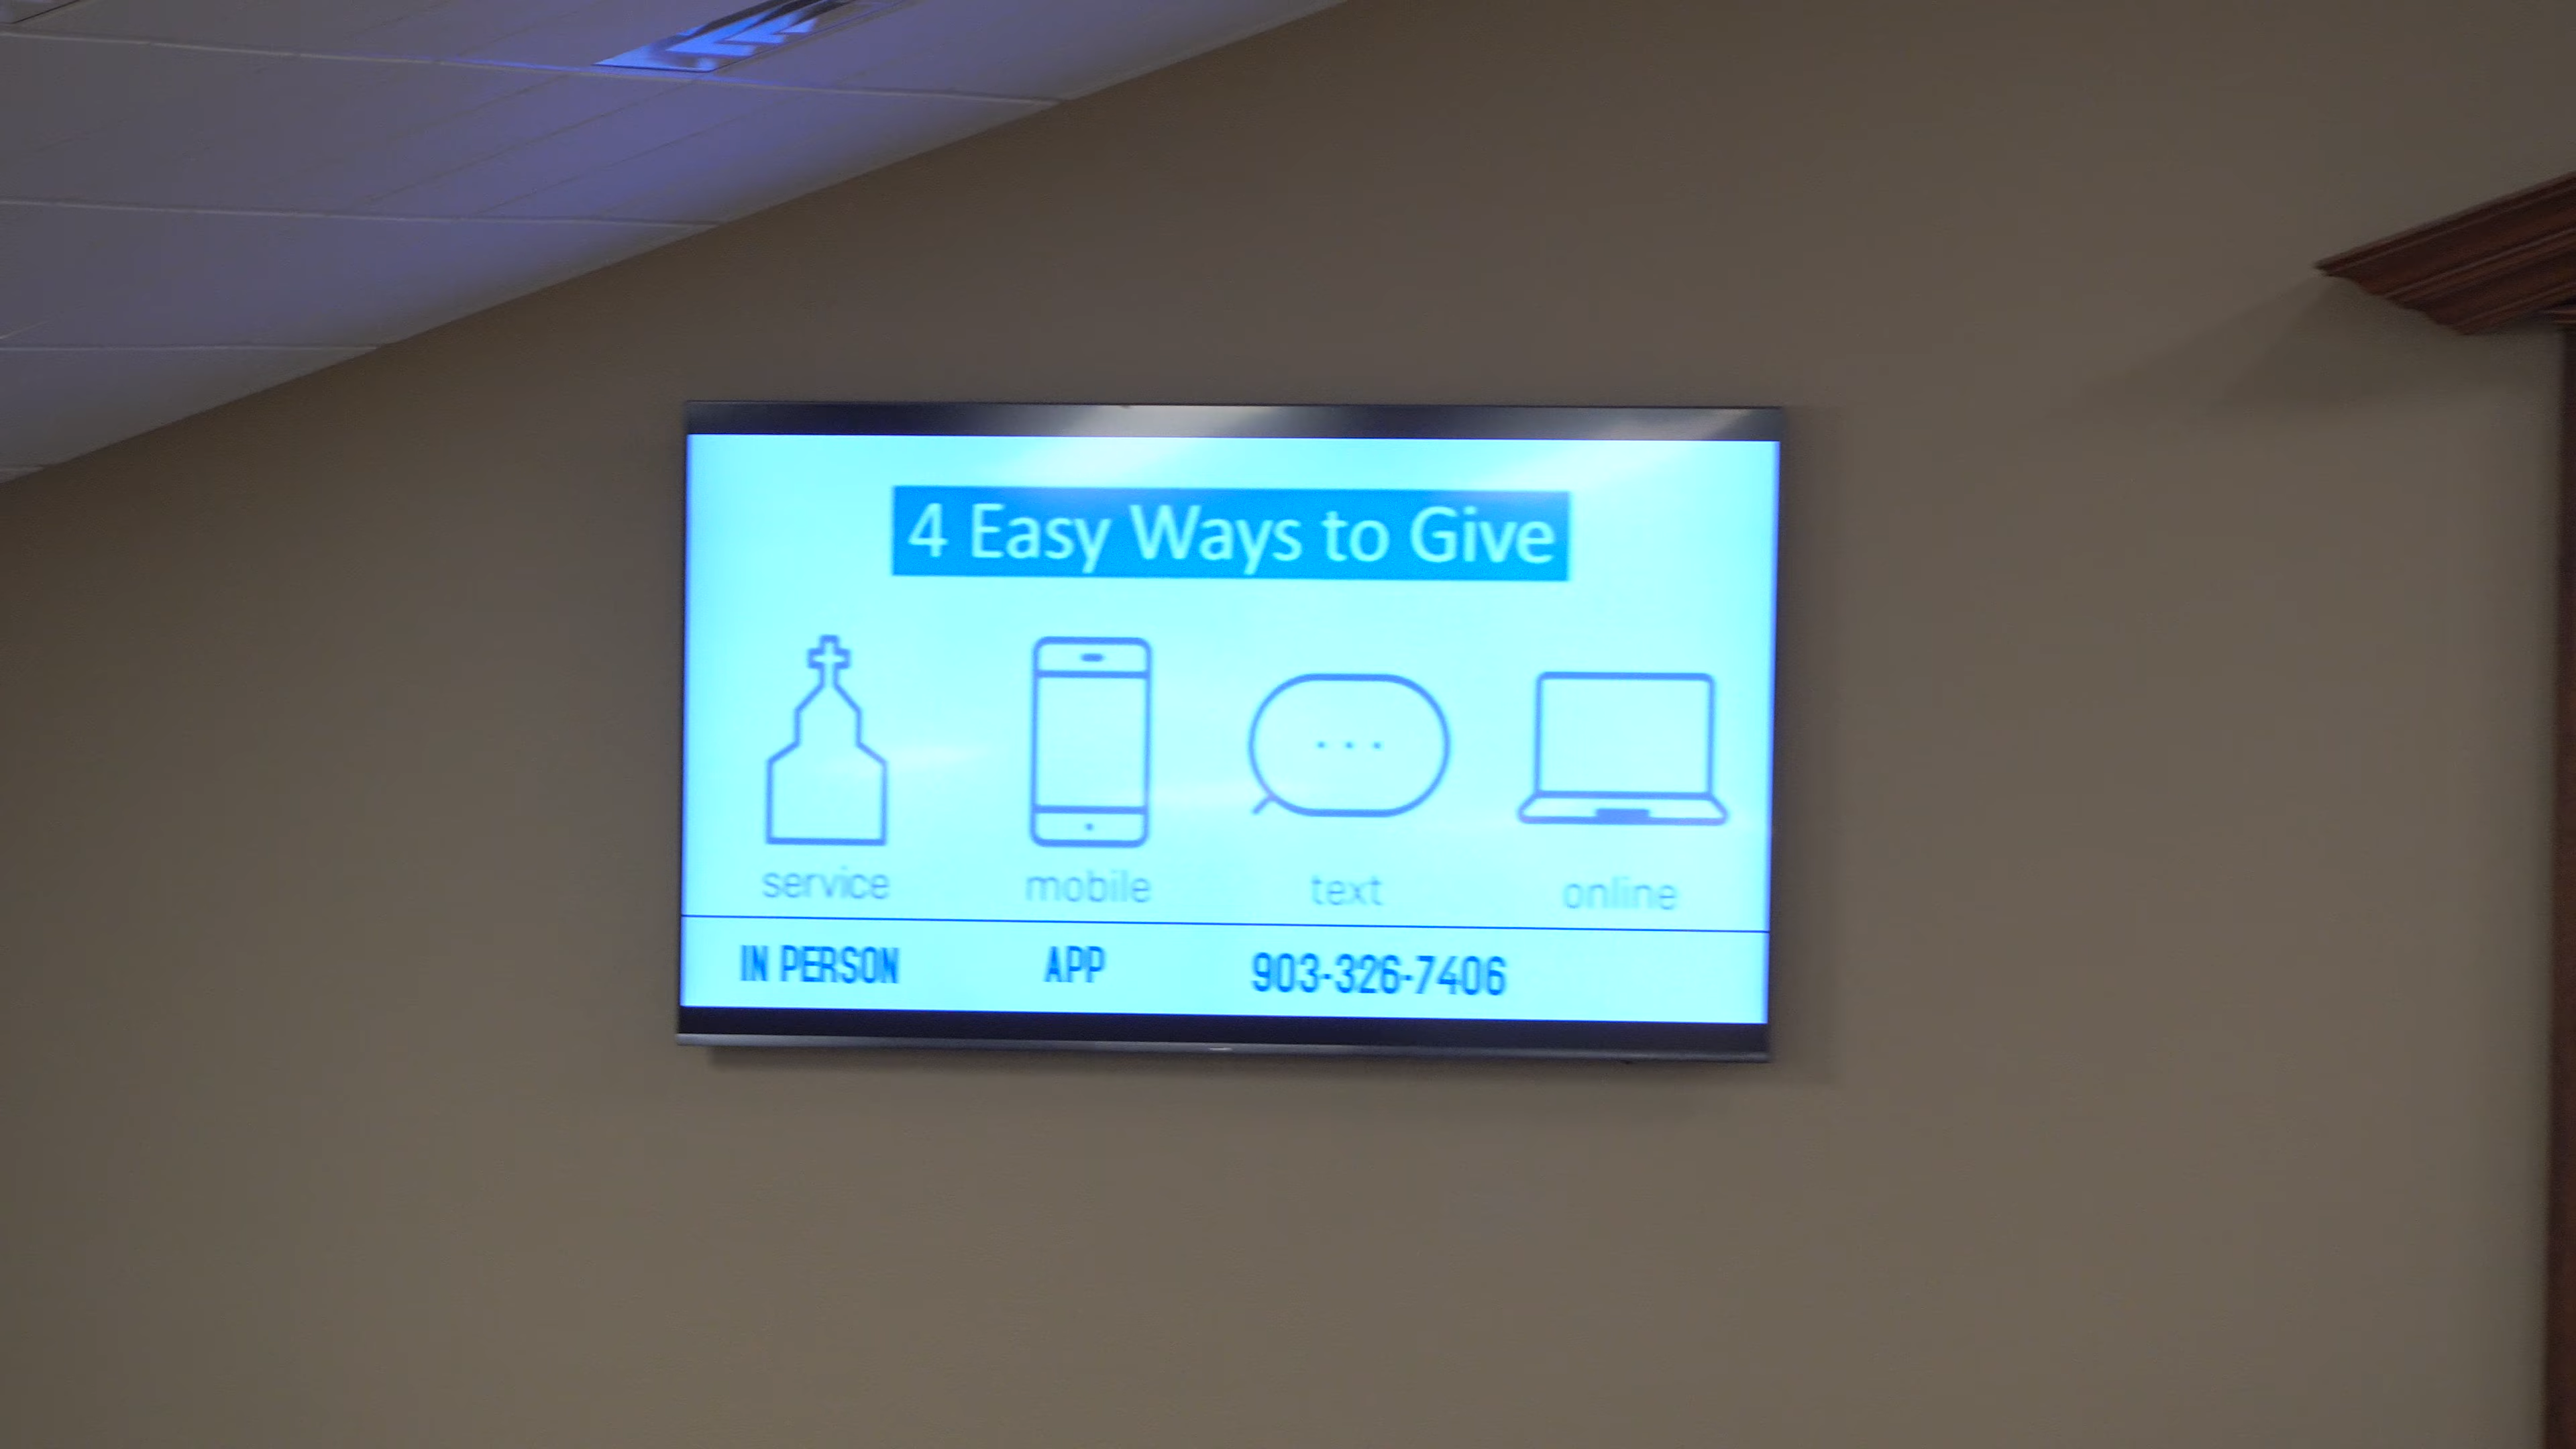 4 Easy Ways to Give
service mobile text online
IN PERSON APP 903-326-7406